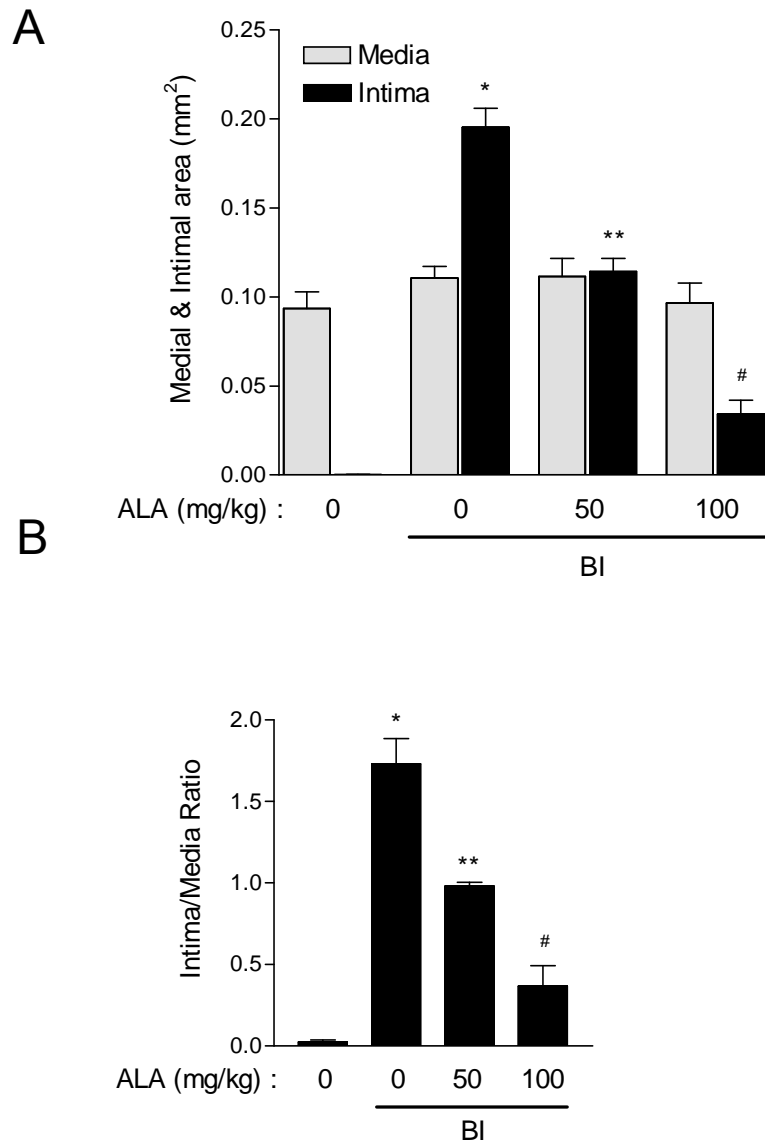 A
Medial & Intimal area (mm²)
0.25
0.20
0.15
0.10
0.05
0.00
Media
Intima
*
**
#
ALA (mg/kg) : 0 0 50 100
BI
B
Intima/Media Ratio
2.0
1.5
1.0
0.5
0.0
*
**
#
ALA (mg/kg) : 0 0 50 100
BI